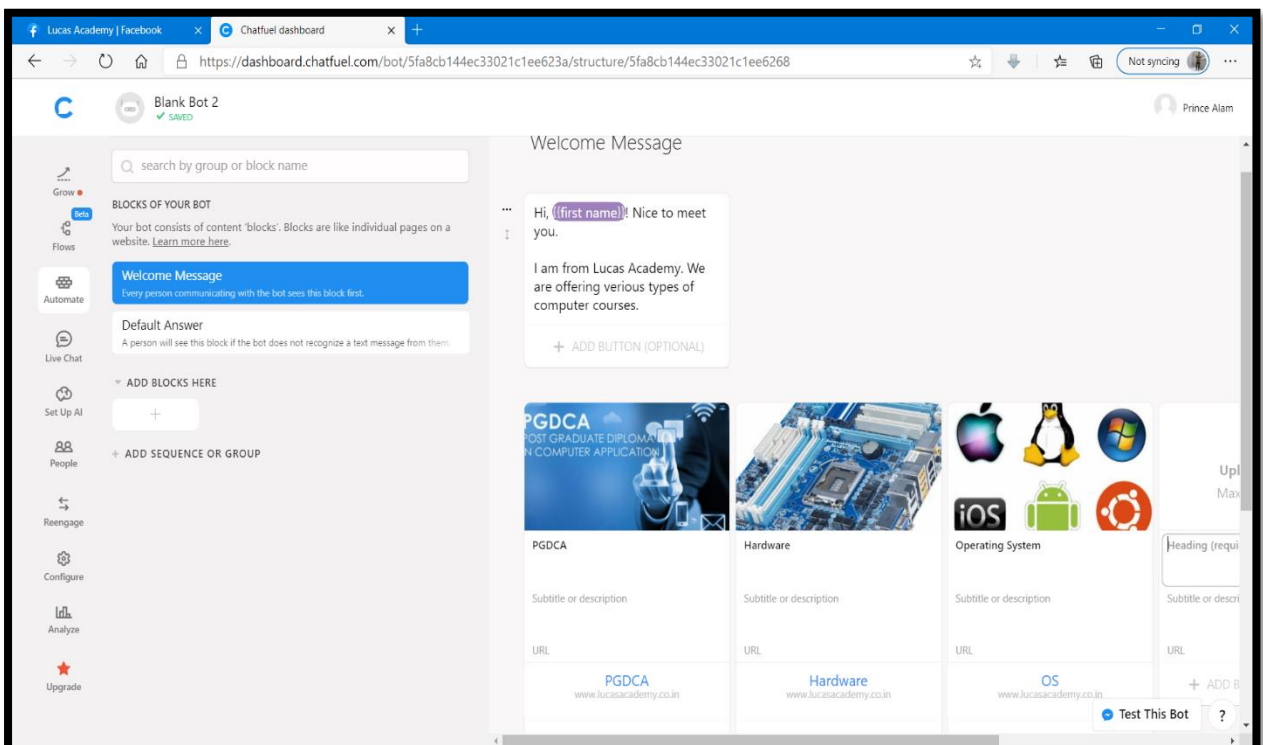 Lucas Academy | Facebook
Chatfuel dashboard
https://dashboard.chatfuel.com/bot/5fa8cb144ec33021c1ee623a/structure/5fa8cb144ec33021c1ee6268
Not syncing
Blank Bot 2
SAVED
Prince Alam
Grow
Beta
Flows
Automate
Live Chat
Set Up AI
People
Reengage
Configure
Analyze
Upgrade
search by group or block name
BLOCKS OF YOUR BOT
Your bot consists of content 'blocks'. Blocks are like individual pages on a
website. Learn more here.
Welcome Message
Every person communicating with the bot sees this block first.
Default Answer
A person will see this block if the bot does not recognize a text message from them.
ADD BLOCKS HERE
+
+ ADD SEQUENCE OR GROUP
Welcome Message
Hi, {{first name}}! Nice to meet
you.
I am from Lucas Academy. We
are offering verious types of
computer courses.
+ ADD BUTTON (OPTIONAL)
PGDCA
POST GRADUATE DIPLOMA
N COMPUTER APPLICATION
PGDCA
Subtitle or description
URL
PGDCA
www.lucasacademy.co.in
Hardware
Subtitle or description
URL
Hardware
www.lucasacademy.co.in
iOS
Operating System
Subtitle or description
URL
OS
www.lucasacademy.co.in
Upl
Max
Heading (requi
Subtitle or descri
URL
+ ADD B
Test This Bot
?